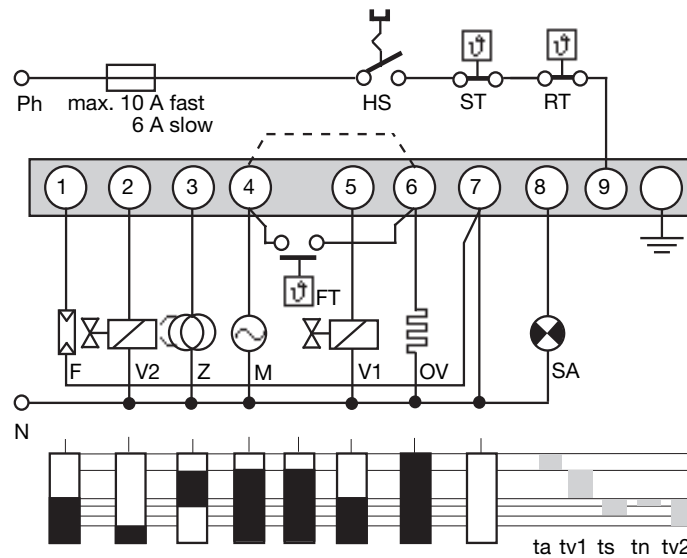 ϑ ϑ
Ph max. 10 A fast HS ST RT
6 A slow
1 2 3 4 5 6 7 8 9
ϑ FT
F V2 Z M V1 OV SA
N
ta tv1 ts tn tv2